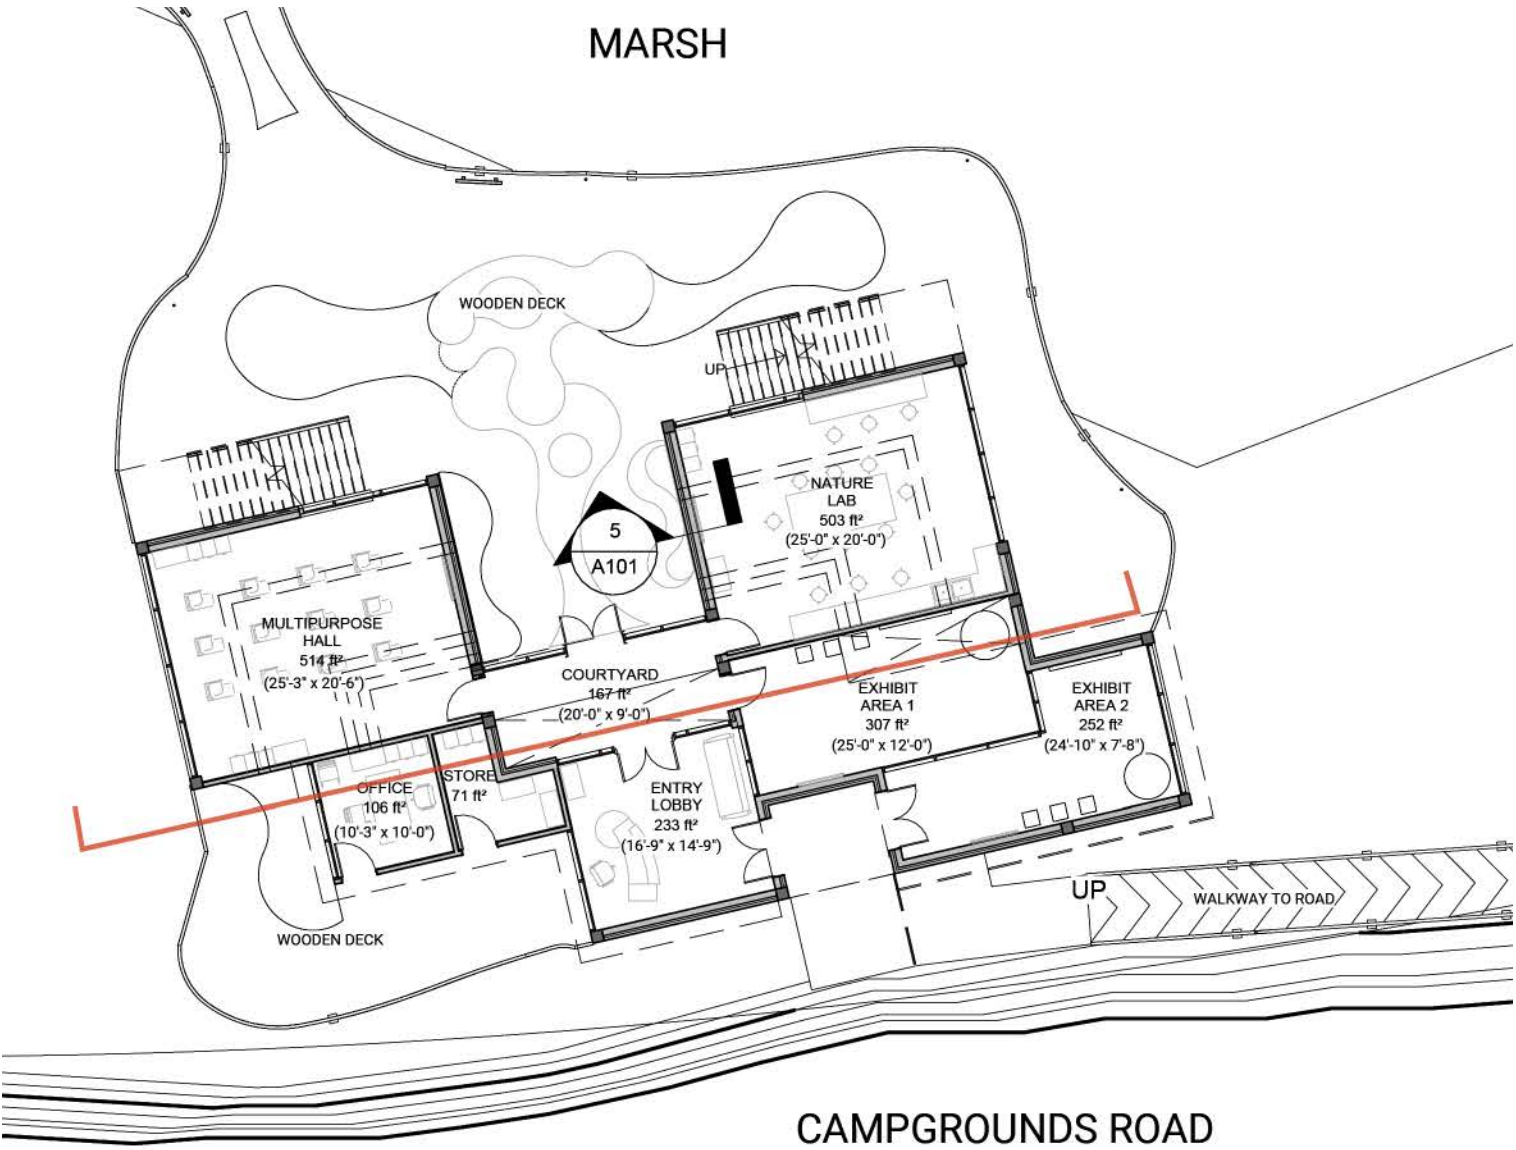 MARSH
WOODEN DECK
UP
5
A101
NATURE
LAB
503 ft²
(25'-0" x 20'-0")
MULTIPURPOSE
HALL
514 ft²
(25'-3" x 20'-6")
COURTYARD
167 ft²
(20'-0" x 9'-0")
EXHIBIT
AREA 1
307 ft²
(25'-0" x 12'-0")
EXHIBIT
AREA 2
252 ft²
(24'-10" x 7'-8")
OFFICE
106 ft²
(10'-3" x 10'-0")
STORE
71 ft²
ENTRY
LOBBY
233 ft²
(16'-9" x 14'-9")
UP
WALKWAY TO ROAD
WOODEN DECK
CAMPGROUNDS ROAD